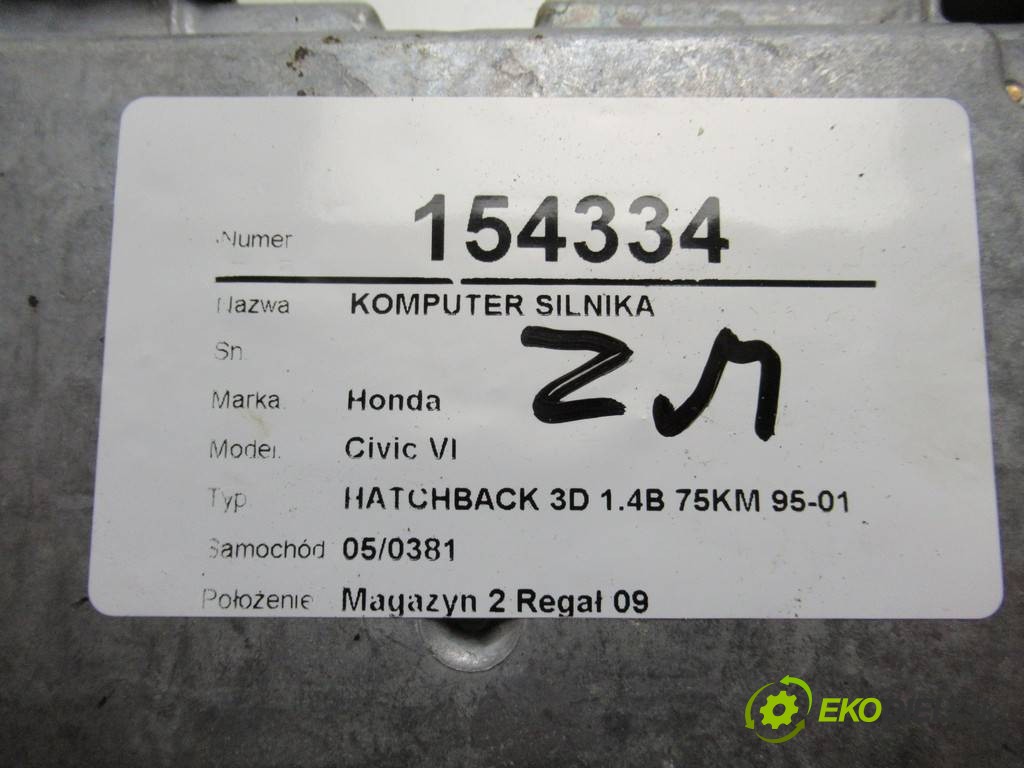 Numer 154334
Nazwa KOMPUTER SILNIKA
Sn.
Marka Honda
Model. Civic VI
Typ HATCHBACK 3D 1.4B 75KM 95-01
Samochód 05/0381
Położenie Magazyn 2 Regał 09
EKO